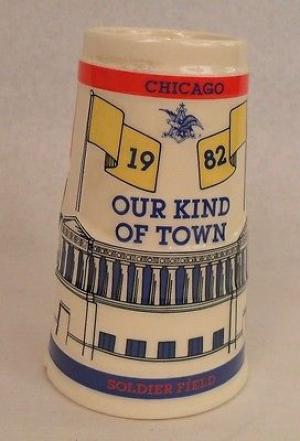 CHICAGO
19 82
OUR KIND
OF TOWN
SOLDIER FIELD